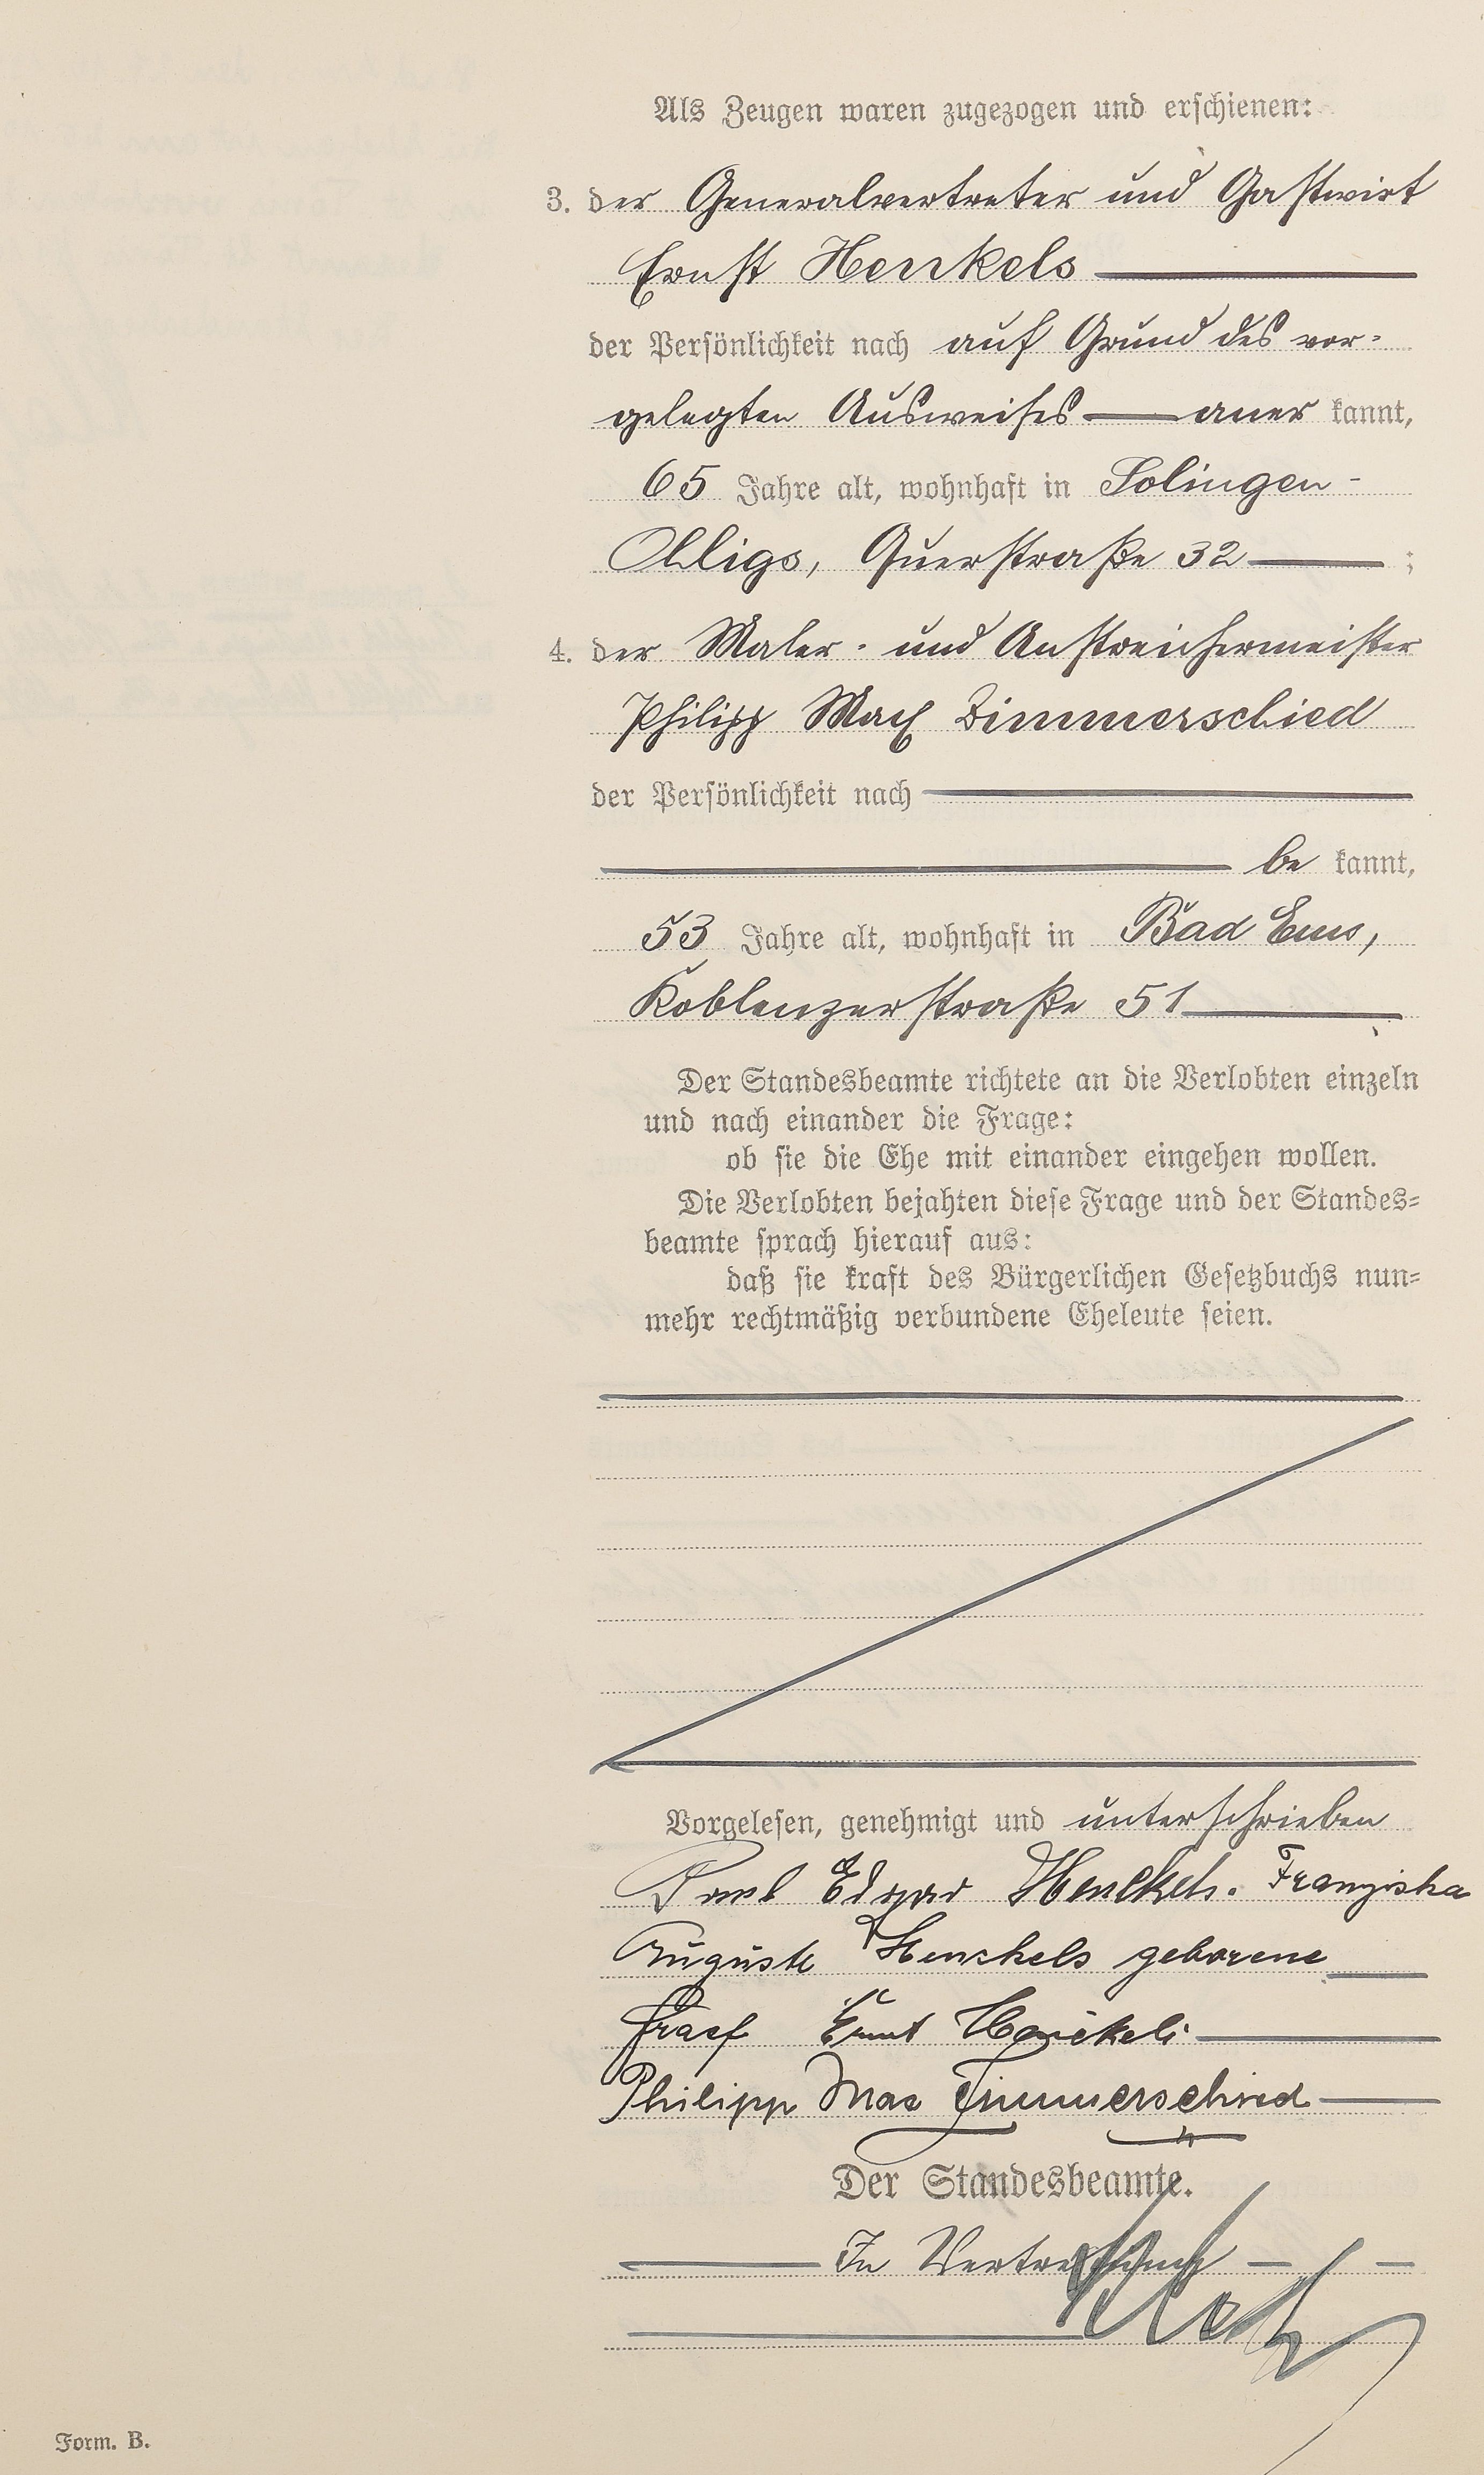 Als Zeugen waren zugezogen und erschienen:
3. der Generalvertreter und Gastwirt
Ernst Henkels
der Persönlichkeit nach auf Grund des vor-
gelegten Ausweises aner kannt,
65 Jahre alt, wohnhaft in Solingen-
Ohligs, Querstraße 32 ;
4. der Maler- und Anstreichermeister
Philipp Max Zimmerschied
der Persönlichkeit nach
be kannt,
53 Jahre alt, wohnhaft in Bad Ems,
Koblenzerstraße 51
Der Standesbeamte richtete an die Verlobten einzeln
und nach einander die Frage:
ob sie die Ehe mit einander eingehen wollen.
Die Verlobten bejahten diese Frage und der Standes-
beamte sprach hierauf aus:
daß sie kraft des Bürgerlichen Gesetzbuchs nun-
mehr rechtmäßig verbundene Eheleute seien.
Vorgelesen, genehmigt und unterschrieben
Edgar Henckels. Franziska
Auguste Henckels geborene
Graef Ernst Henckels
Philipp Max Zimmerschied
Der Standesbeamte.
In Vertretung
Form. B.